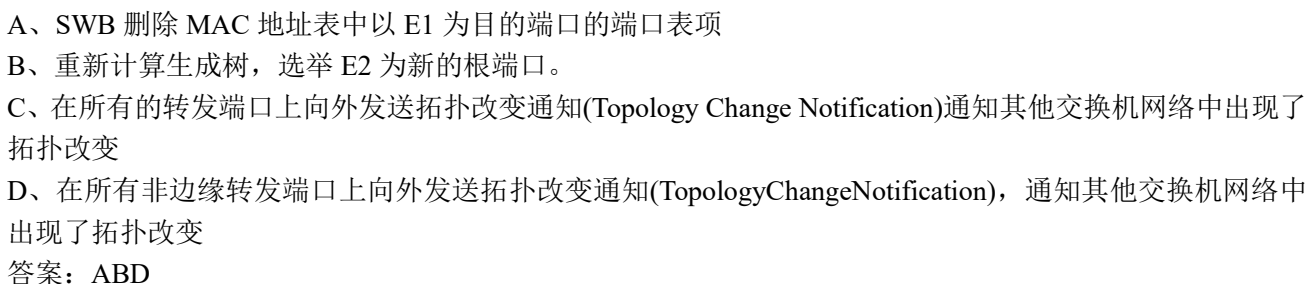 A、SWB 删除 MAC 地址表中以 E1 为目的端口的端口表项
B、重新计算生成树，选举 E2 为新的根端口。
C、在所有的转发端口上向外发送拓扑改变通知(Topology Change Notification)通知其他交换机网络中出现了
拓扑改变
D、在所有非边缘转发端口上向外发送拓扑改变通知(TopologyChangeNotification)，通知其他交换机网络中
出现了拓扑改变
答案：ABD